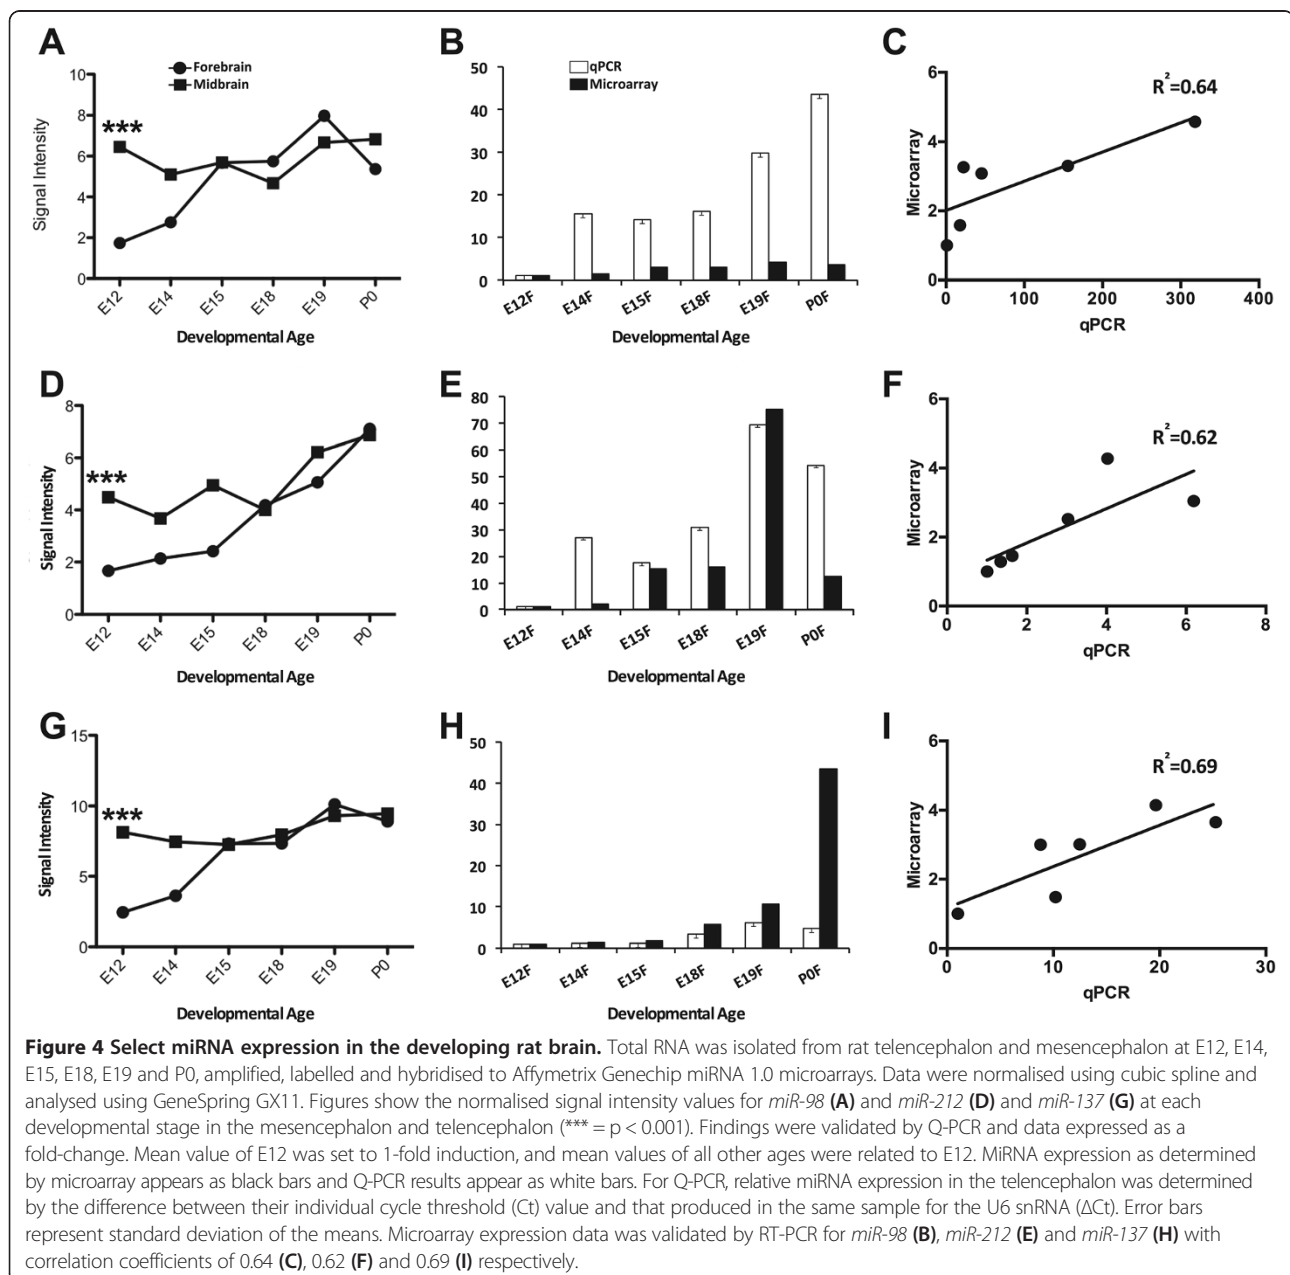 A
Forebrain
Midbrain
***
Signal Intensity
10
8
6
4
2
0
E12 E14 E15 E18 E19 P0
Developmental Age
B
qPCR
Microarray
50
40
30
20
10
0
E12F E14F E15F E18F E19F P0F
Developmental Age
C
R²=0.64
Microarray
6
4
2
0
0 100 200 300 400
qPCR
D
***
Signal Intensity
8
6
4
2
0
E12 E14 E15 E18 E19 P0
Developmental Age
E
80
70
60
50
40
30
20
10
0
E12F E14F E15F E18F E19F P0F
Developmental Age
F
R²=0.62
Microarray
6
4
2
0
0 2 4 6 8
qPCR
G
***
Signal Intensity
15
10
5
0
E12 E14 E15 E18 E19 P0
Developmental Age
H
50
40
30
20
10
0
E12F E14F E15F E18F E19F P0F
Developmental Age
I
R²=0.69
Microarray
6
4
2
0
0 10 20 30
qPCR
Figure 4 Select miRNA expression in the developing rat brain. Total RNA was isolated from rat telencephalon and mesencephalon at E12, E14,
E15, E18, E19 and P0, amplified, labelled and hybridised to Affymetrix Genechip miRNA 1.0 microarrays. Data were normalised using cubic spline and
analysed using GeneSpring GX11. Figures show the normalised signal intensity values for miR-98 (A) and miR-212 (D) and miR-137 (G) at each
developmental stage in the mesencephalon and telencephalon (*** = p < 0.001). Findings were validated by Q-PCR and data expressed as a
fold-change. Mean value of E12 was set to 1-fold induction, and mean values of all other ages were related to E12. MiRNA expression as determined
by microarray appears as black bars and Q-PCR results appear as white bars. For Q-PCR, relative miRNA expression in the telencephalon was determined
by the difference between their individual cycle threshold (Ct) value and that produced in the same sample for the U6 snRNA (ΔCt). Error bars
represent standard deviation of the means. Microarray expression data was validated by RT-PCR for miR-98 (B), miR-212 (E) and miR-137 (H) with
correlation coefficients of 0.64 (C), 0.62 (F) and 0.69 (I) respectively.